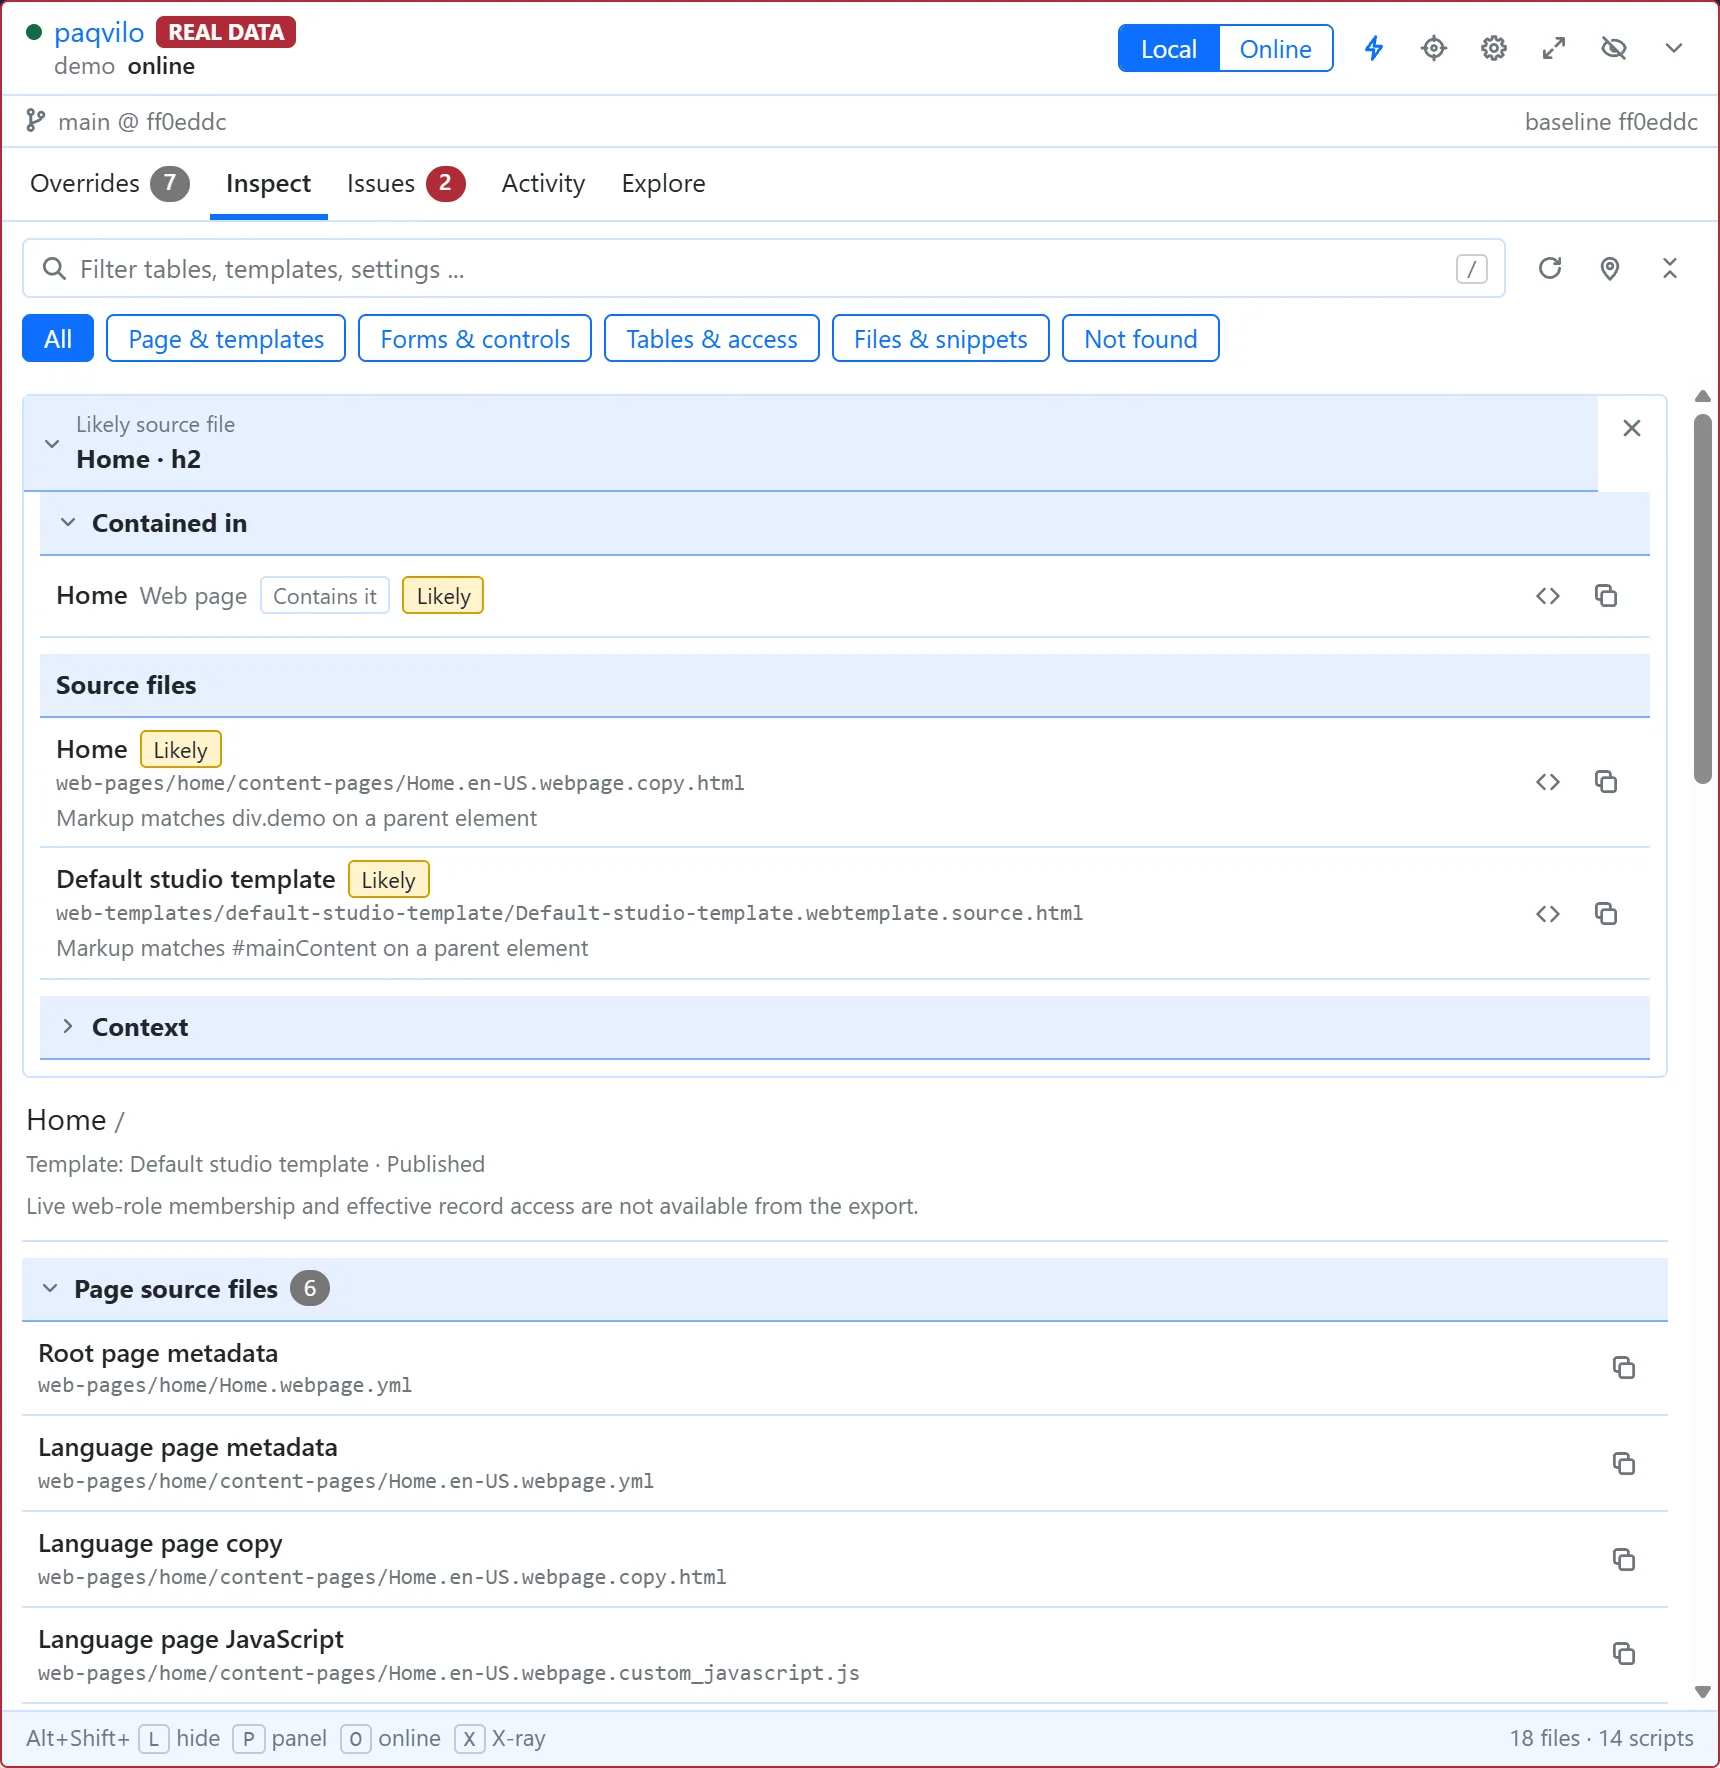 paqvilo REAL DATA
demo online
Local Online
main @ ff0eddc
baseline ff0eddc
Overrides 7 Inspect Issues 2 Activity Explore
Filter tables, templates, settings ... /
All Page & templates Forms & controls Tables & access Files & snippets Not found
Likely source file
Home · h2
Contained in
Home Web page Contains it Likely
Source files
Home Likely
web-pages/home/content-pages/Home.en-US.webpage.copy.html
Markup matches div.demo on a parent element
Default studio template Likely
web-templates/default-studio-template/Default-studio-template.webtemplate.source.html
Markup matches #mainContent on a parent element
Context
Home /
Template: Default studio template · Published
Live web-role membership and effective record access are not available from the export.
Page source files 6
Root page metadata
web-pages/home/Home.webpage.yml
Language page metadata
web-pages/home/content-pages/Home.en-US.webpage.yml
Language page copy
web-pages/home/content-pages/Home.en-US.webpage.copy.html
Language page JavaScript
web-pages/home/content-pages/Home.en-US.webpage.custom_javascript.js
Alt+Shift+ L hide P panel O online X X-ray
18 files · 14 scripts